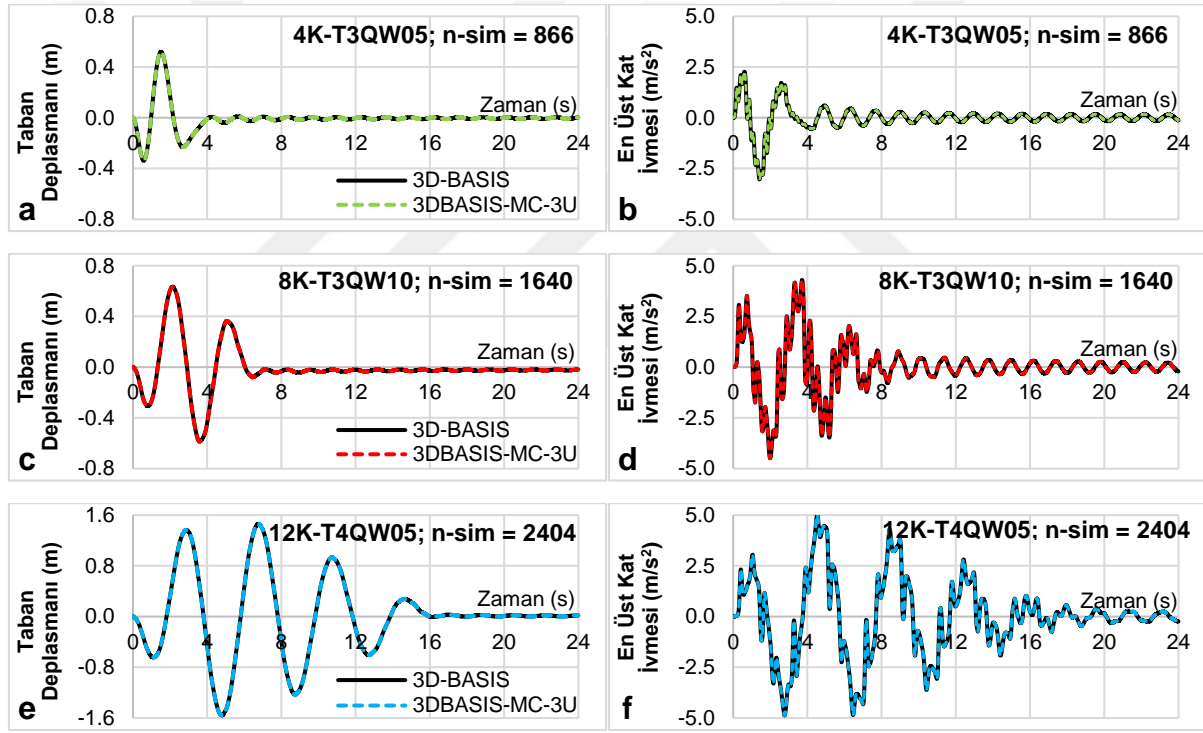 4K-T3QW05; n-sim = 866
Taban
Deplasmanı (m)
0.8
0.4
0.0
-0.4
-0.8
Zaman (s)
0 4 8 12 16 20 24
3D-BASIS
3DBASIS-MC-3U
a
4K-T3QW05; n-sim = 866
En Üst Kat
İvmesi (m/s²)
5.0
2.5
0.0
-2.5
-5.0
Zaman (s)
0 4 8 12 16 20 24
b
8K-T3QW10; n-sim = 1640
Taban
Deplasmanı (m)
0.8
0.4
0.0
-0.4
-0.8
Zaman (s)
0 4 8 12 16 20 24
3D-BASIS
3DBASIS-MC-3U
c
8K-T3QW10; n-sim = 1640
En Üst Kat
İvmesi (m/s²)
5.0
2.5
0.0
-2.5
-5.0
Zaman (s)
0 4 8 12 16 20 24
d
12K-T4QW05; n-sim = 2404
Taban
Deplasmanı (m)
1.6
0.8
0.0
-0.8
-1.6
Zaman (s)
0 4 8 12 16 20 24
3D-BASIS
3DBASIS-MC-3U
e
12K-T4QW05; n-sim = 2404
En Üst Kat
İvmesi (m/s²)
5.0
2.5
0.0
-2.5
-5.0
Zaman (s)
0 4 8 12 16 20 24
f